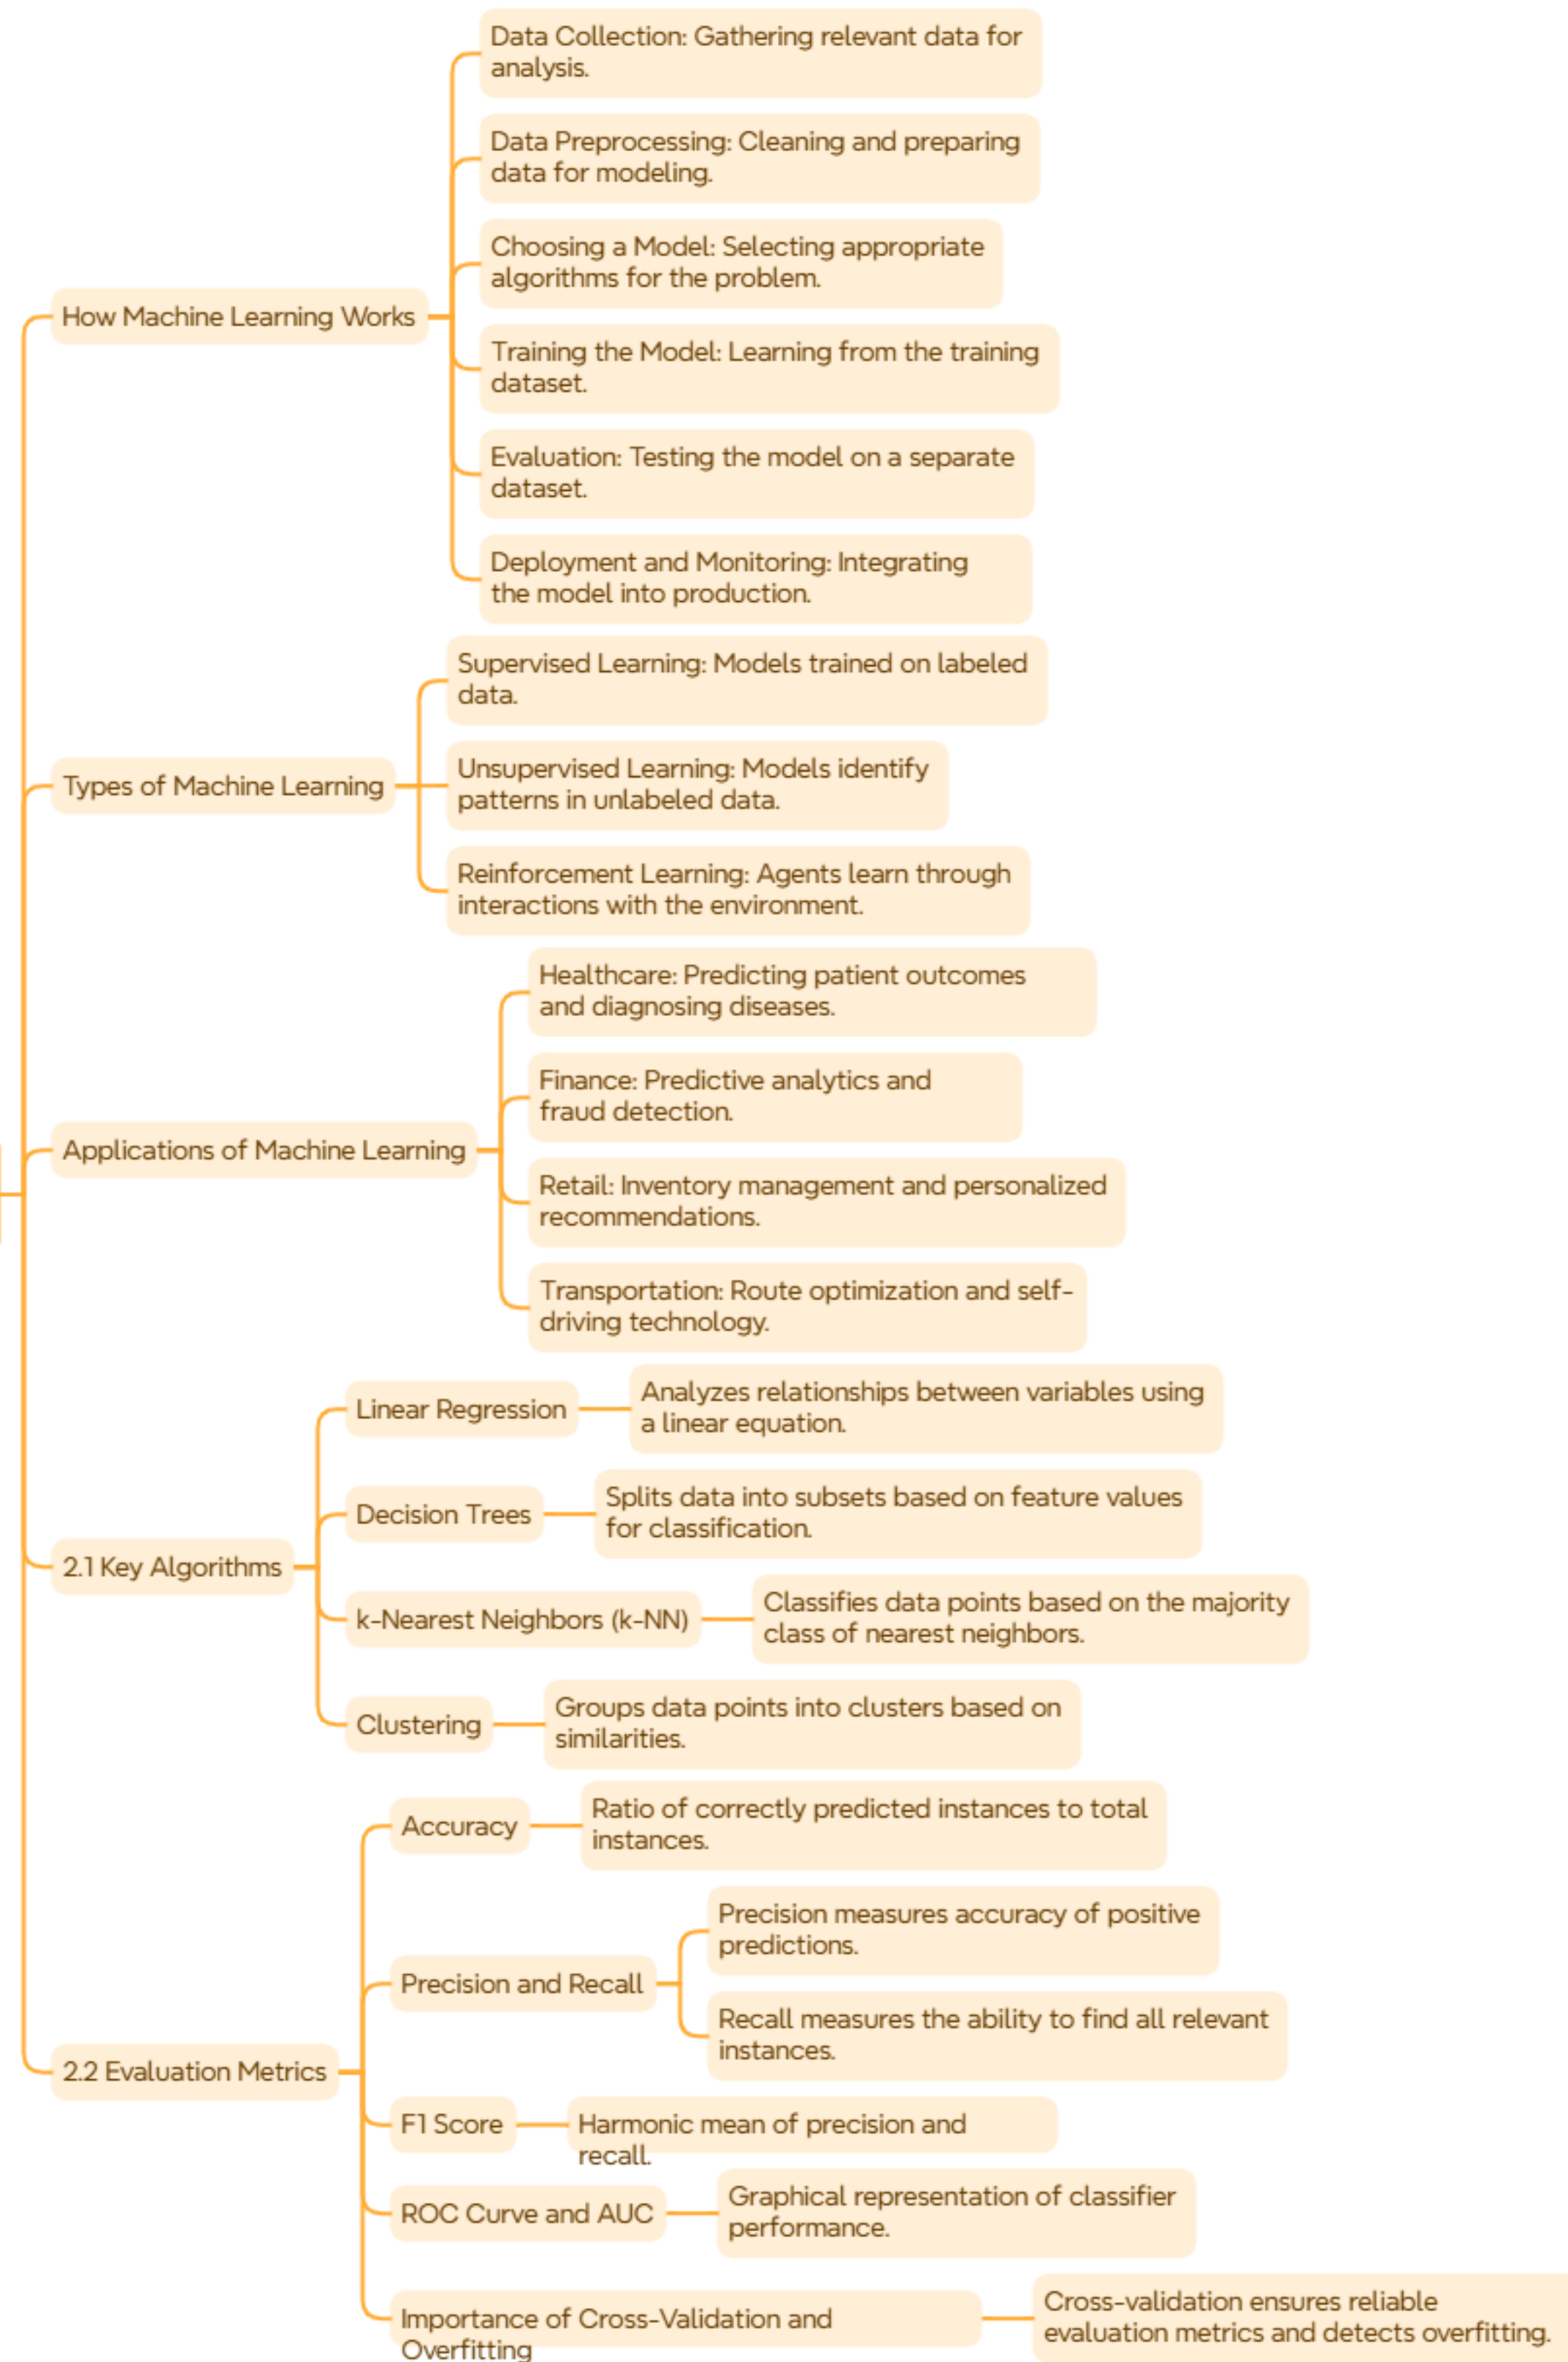 Data Collection: Gathering relevant data for
analysis.
Data Preprocessing: Cleaning and preparing
data for modeling.
Choosing a Model: Selecting appropriate
algorithms for the problem.
How Machine Learning Works
Training the Model: Learning from the training
dataset.
Evaluation: Testing the model on a separate
dataset.
Deployment and Monitoring: Integrating
the model into production.
Supervised Learning: Models trained on labeled
data.
Types of Machine Learning
Unsupervised Learning: Models identify
patterns in unlabeled data.
Reinforcement Learning: Agents learn through
interactions with the environment.
Healthcare: Predicting patient outcomes
and diagnosing diseases.
Finance: Predictive analytics and
fraud detection.
Applications of Machine Learning
Retail: Inventory management and personalized
recommendations.
Transportation: Route optimization and self-
driving technology.
Linear Regression
Analyzes relationships between variables using
a linear equation.
Decision Trees
Splits data into subsets based on feature values
for classification.
2.1 Key Algorithms
k-Nearest Neighbors (k-NN)
Classifies data points based on the majority
class of nearest neighbors.
Clustering
Groups data points into clusters based on
similarities.
Accuracy
Ratio of correctly predicted instances to total
instances.
Precision and Recall
Precision measures accuracy of positive
predictions.
Recall measures the ability to find all relevant
instances.
2.2 Evaluation Metrics
F1 Score
Harmonic mean of precision and
recall.
ROC Curve and AUC
Graphical representation of classifier
performance.
Importance of Cross-Validation and
Overfitting
Cross-validation ensures reliable
evaluation metrics and detects overfitting.